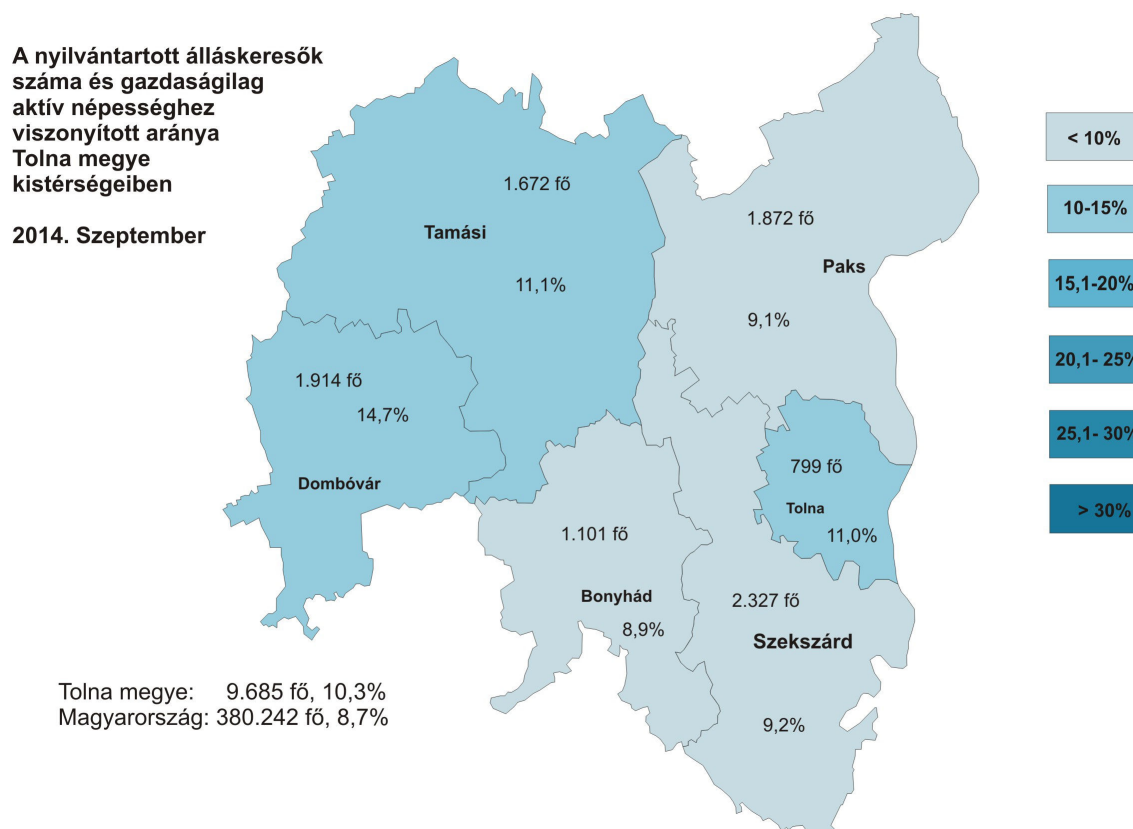 A nyilvántartott álláskeresők
száma és gazdaságilag
aktív népességhez
viszonyított aránya
Tolna megye
kistérségeiben
2014. Szeptember
1.672 fő
Tamási
11,1%
1.872 fő
Paks
9,1%
1.914 fő
14,7%
Dombóvár
799 fő
Tolna
11,0%
1.101 fő
Bonyhád
8,9%
2.327 fő
Szekszárd
9,2%
Tolna megye: 9.685 fő, 10,3%
Magyarország: 380.242 fő, 8,7%
< 10%
10-15%
15,1-20%
20,1- 25%
25,1- 30%
> 30%